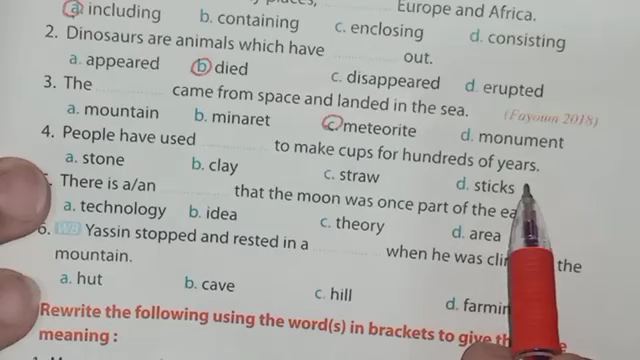 Europe and Africa.
a. including b. containing c. enclosing d. consisting
2. Dinosaurs are animals which have ............ out.
a. appeared b. died c. disappeared d. erupted
3. The ............ came from space and landed in the sea. (Fayoum 2018)
a. mountain b. minaret c. meteorite d. monument
4. People have used ............ to make cups for hundreds of years.
a. stone b. clay c. straw d. sticks
There is a/an ............ that the moon was once part of the
a. technology b. idea c. theory d. area
6. WB Yassin stopped and rested in a ............ when he was the
mountain.
a. hut b. cave c. hill d.
Rewrite the following using the word(s) in brackets to give
meaning :